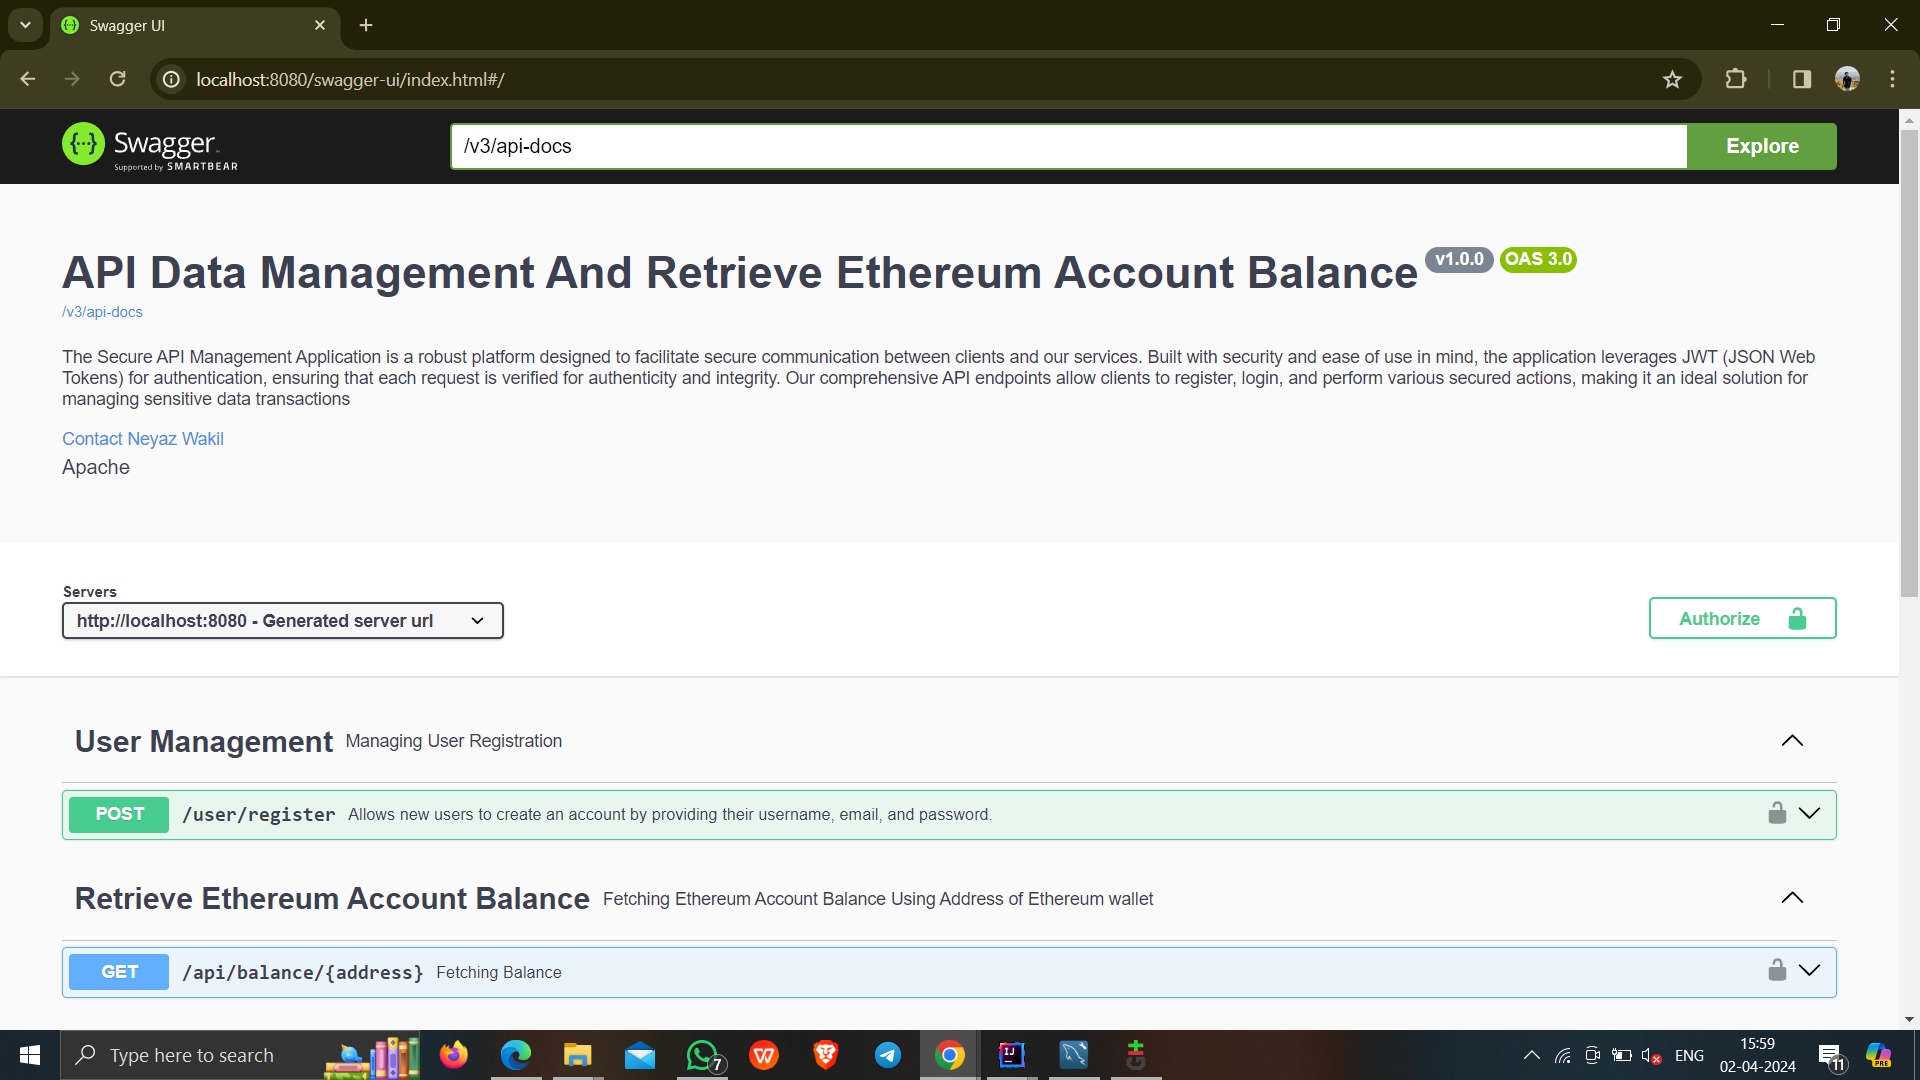 Swagger UI
localhost:8080/swagger-ui/index.html#/
Swagger
Supported by SMARTBEAR
/v3/api-docs
Explore
API Data Management And Retrieve Ethereum Account Balance v1.0.0 OAS 3.0
/v3/api-docs
The Secure API Management Application is a robust platform designed to facilitate secure communication between clients and our services. Built with security and ease of use in mind, the application leverages JWT (JSON Web
Tokens) for authentication, ensuring that each request is verified for authenticity and integrity. Our comprehensive API endpoints allow clients to register, login, and perform various secured actions, making it an ideal solution for
managing sensitive data transactions
Contact Neyaz Wakil
Apache
Servers
http://localhost:8080 - Generated server url
Authorize
User Management Managing User Registration
POST /user/register Allows new users to create an account by providing their username, email, and password.
Retrieve Ethereum Account Balance Fetching Ethereum Account Balance Using Address of Ethereum wallet
GET /api/balance/{address} Fetching Balance
Type here to search
7
IJ
ENG
15:59
02-04-2024
11
PRE